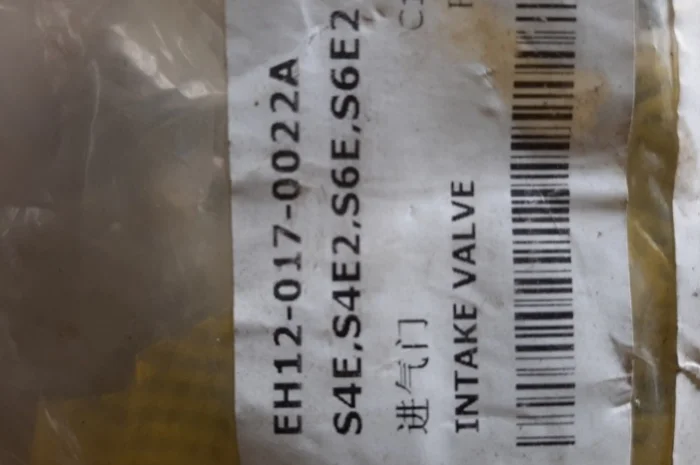 EH12-017-0022A
S4E,S4E2,S6E,S6E2
进气门
INTAKE VALVE